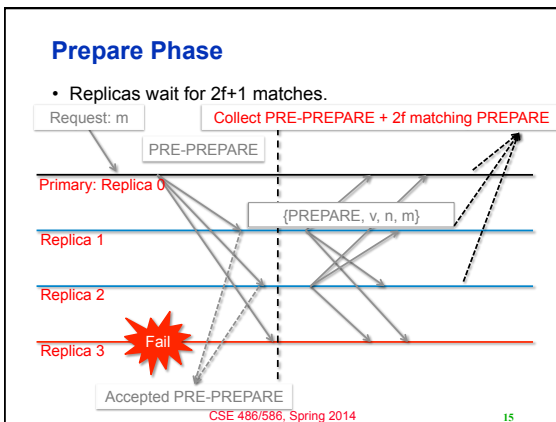 Prepare Phase
• Replicas wait for 2f+1 matches.
Request: m
Collect PRE-PREPARE + 2f matching PREPARE
PRE-PREPARE
Primary: Replica 0
{PREPARE, v, n, m}
Replica 1
Replica 2
Fail
Replica 3
Accepted PRE-PREPARE
CSE 486/586, Spring 2014
15